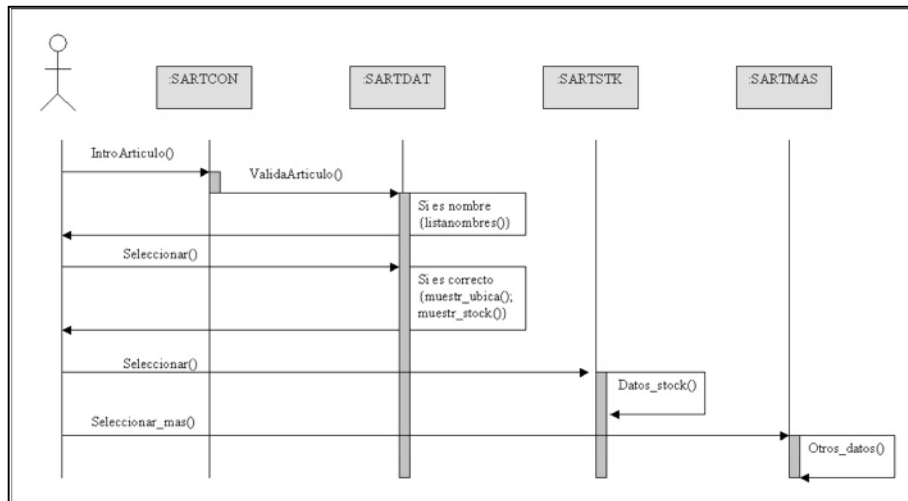 :SARTCON
:SARTDAT
:SARTSTK
:SARTMAS
IntroArticulo()
ValidaArticulo()
Si es nombre
(listanombres())
Seleccionar()
Si es correcto
(muestr_ubica();
muestr_stock())
Seleccionar()
Datos_stock()
Seleccionar_mas()
Otros_datos()